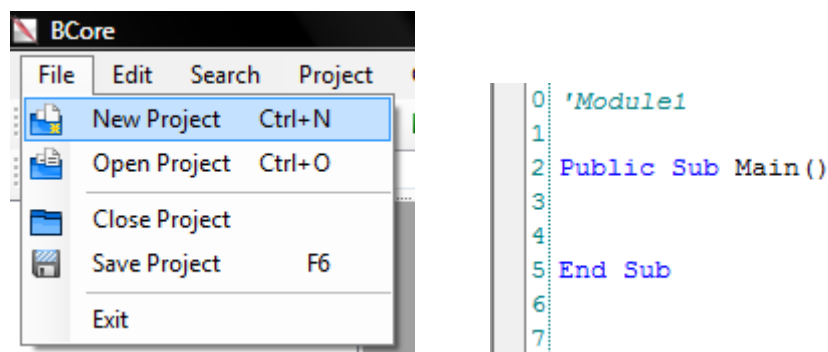 BCore
File Edit Search Project
New Project Ctrl+N
Open Project Ctrl+O
Close Project
Save Project F6
Exit
0 'Module1
1
2 Public Sub Main()
3
4
5 End Sub
6
7